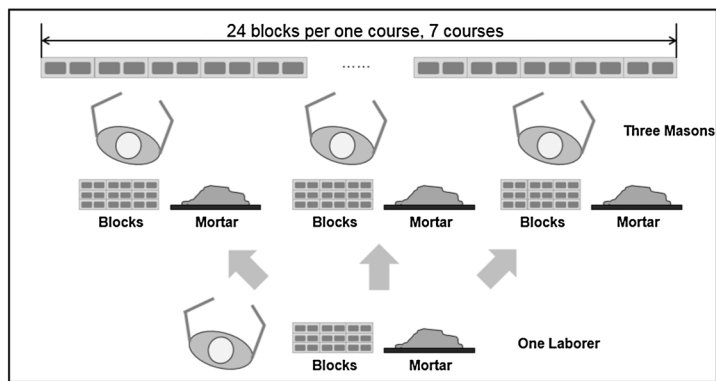 24 blocks per one course, 7 courses
......
Three Masons
Blocks Mortar Blocks Mortar Blocks Mortar
One Laborer
Blocks Mortar